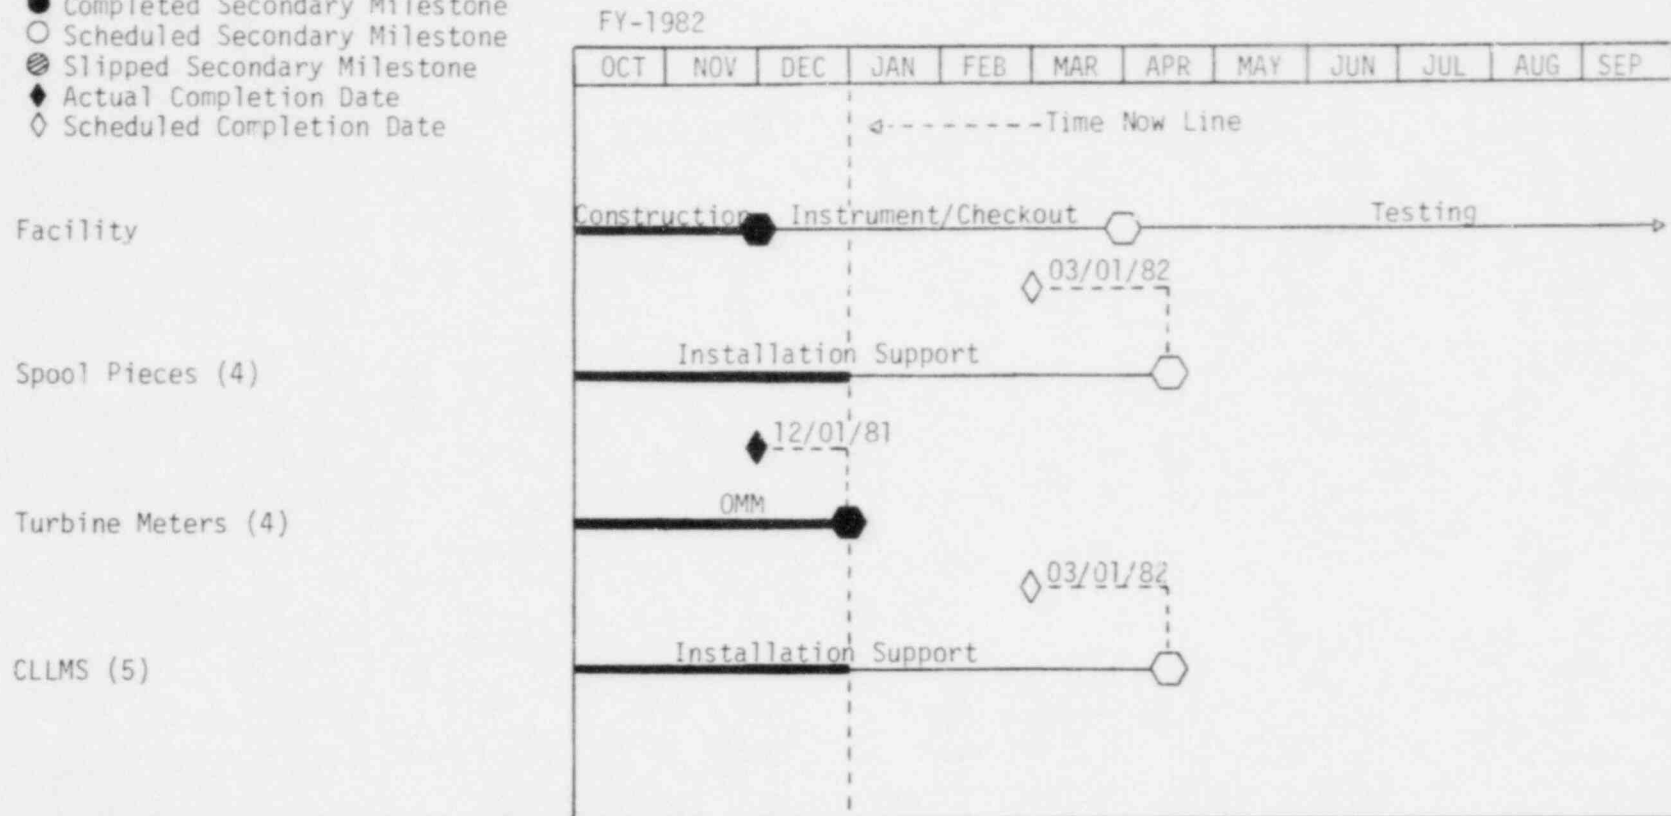 Completed Secondary Milestone
Scheduled Secondary Milestone
Slipped Secondary Milestone
Actual Completion Date
Scheduled Completion Date
FY-1982
OCT NOV DEC JAN FEB MAR APR MAY JUN JUL AUG SEP
Time Now Line
Facility
Construction Instrument/Checkout Testing
03/01/82
Spool Pieces (4)
Installation Support
12/01/81
Turbine Meters (4)
OMM
03/01/82
CLLMS (5)
Installation Support